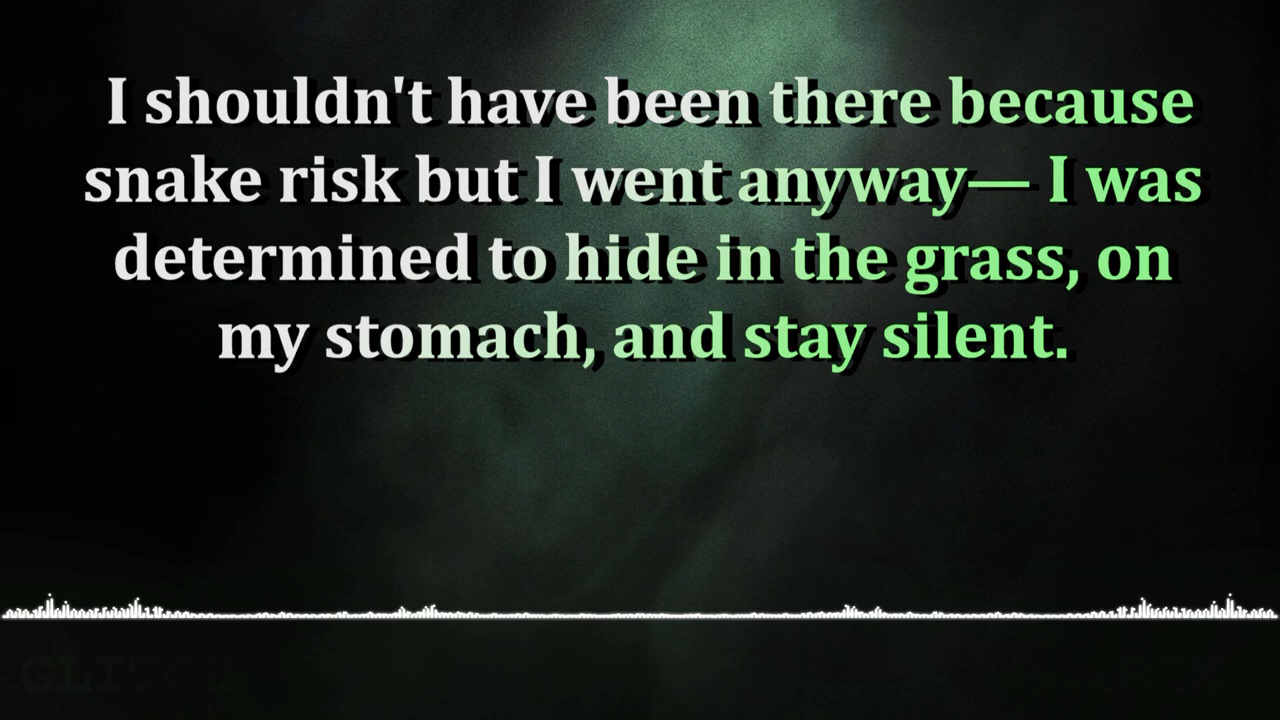 I shouldn't have been there because
snake risk but I went anyway— I was
determined to hide in the grass, on
my stomach, and stay silent.
GLITCH